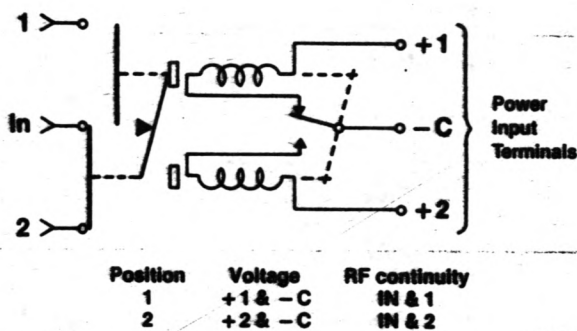 1
+1
In
-C
Power
Input
Terminals
2
+2
Position Voltage RF continuity
1 +1 & -C IN & 1
2 +2 & -C IN & 2